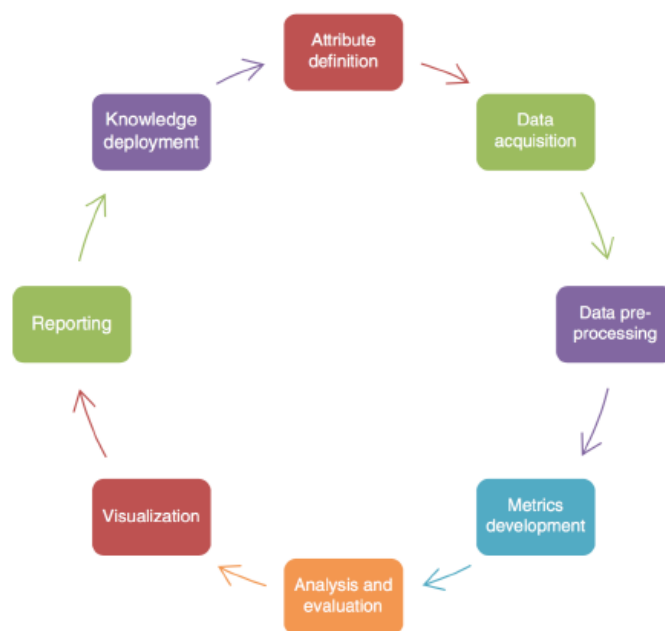 Attribute
definition
Data
acquisition
Data pre-
processing
Metrics
development
Analysis and
evaluation
Visualization
Reporting
Knowledge
deployment